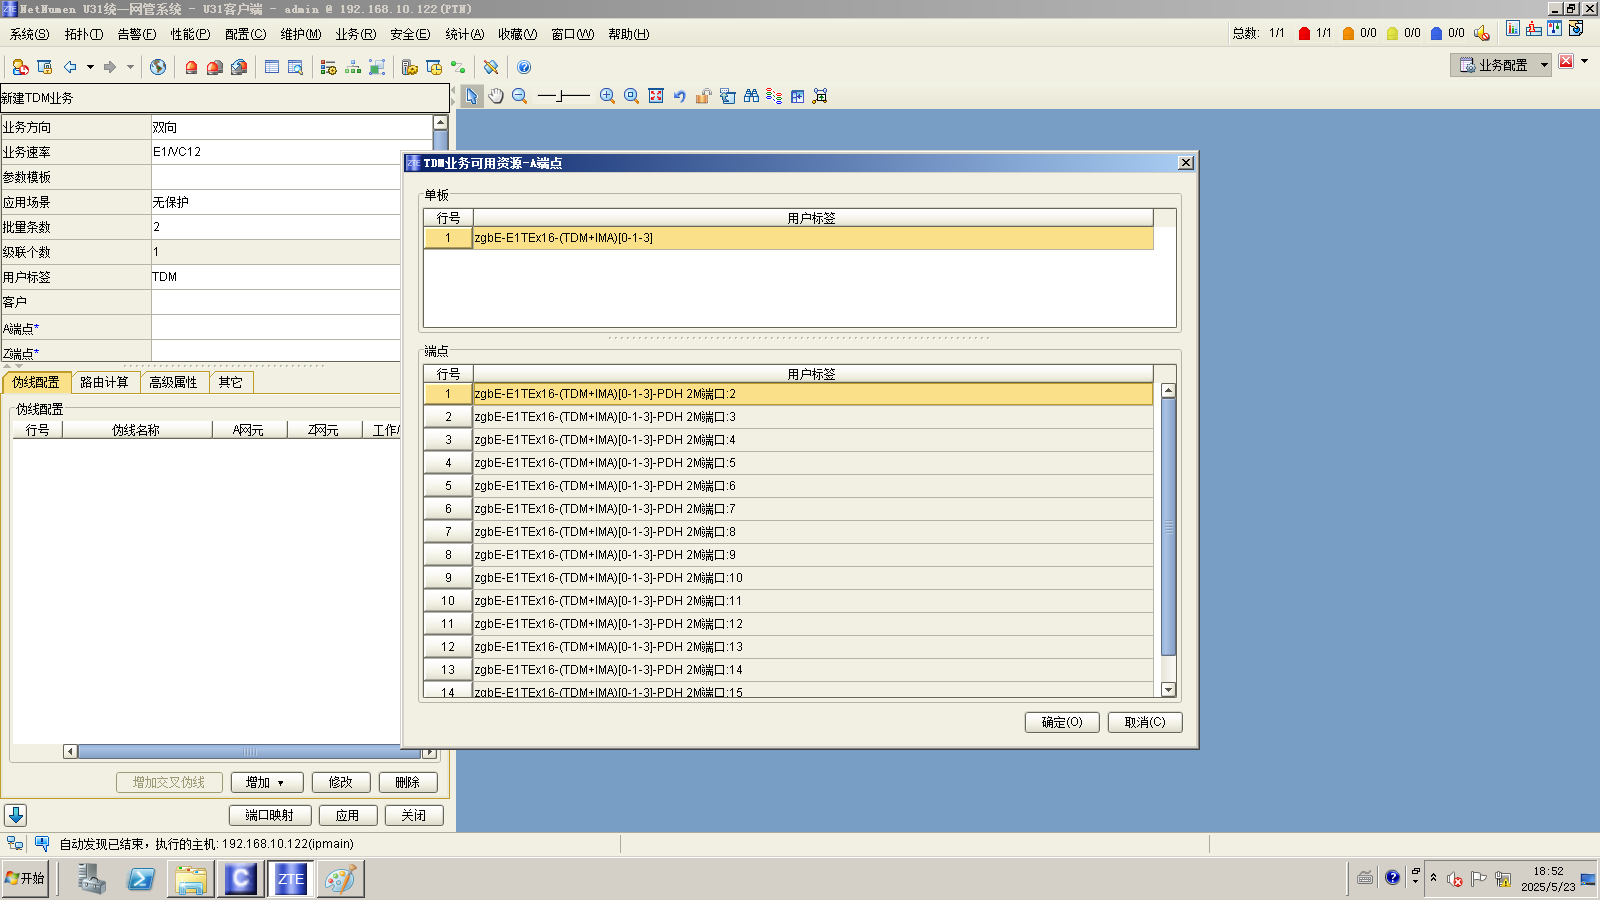 NetNumen U31统一网管系统 - U31客户端 - admin @ 192.168.10.122(PTN)
系统(S) 拓扑(T) 告警(F) 性能(P) 配置(C) 维护(M) 业务(R) 安全(E) 统计(A) 收藏(V) 窗口(W) 帮助(H)
总数: 1/1 1/1 0/0 0/0 0/0
业务配置
新建TDM业务
业务方向 双向
业务速率 E1/VC12
参数模板
应用场景 无保护
批量条数 2
级联个数 1
用户标签 TDM
客户
A端点*
Z端点*
伪线配置 路由计算 高级属性 其它
伪线配置
行号 伪线名称 A网元 Z网元 工作/
增加交叉伪线 增加 修改 删除
端口映射 应用 关闭
TDM业务可用资源-A端点
单板
行号 用户标签
1 zgbE-E1TEx16-(TDM+IMA)[0-1-3]
端点
行号 用户标签
1 zgbE-E1TEx16-(TDM+IMA)[0-1-3]-PDH 2M端口:2
2 zgbE-E1TEx16-(TDM+IMA)[0-1-3]-PDH 2M端口:3
3 zgbE-E1TEx16-(TDM+IMA)[0-1-3]-PDH 2M端口:4
4 zgbE-E1TEx16-(TDM+IMA)[0-1-3]-PDH 2M端口:5
5 zgbE-E1TEx16-(TDM+IMA)[0-1-3]-PDH 2M端口:6
6 zgbE-E1TEx16-(TDM+IMA)[0-1-3]-PDH 2M端口:7
7 zgbE-E1TEx16-(TDM+IMA)[0-1-3]-PDH 2M端口:8
8 zgbE-E1TEx16-(TDM+IMA)[0-1-3]-PDH 2M端口:9
9 zgbE-E1TEx16-(TDM+IMA)[0-1-3]-PDH 2M端口:10
10 zgbE-E1TEx16-(TDM+IMA)[0-1-3]-PDH 2M端口:11
11 zgbE-E1TEx16-(TDM+IMA)[0-1-3]-PDH 2M端口:12
12 zgbE-E1TEx16-(TDM+IMA)[0-1-3]-PDH 2M端口:13
13 zgbE-E1TEx16-(TDM+IMA)[0-1-3]-PDH 2M端口:14
14 zgbE-E1TEx16-(TDM+IMA)[0-1-3]-PDH 2M端口:15
确定(O) 取消(C)
自动发现已结束，执行的主机: 192.168.10.122(ipmain)
开始 C ZTE
18:52
2025/5/23